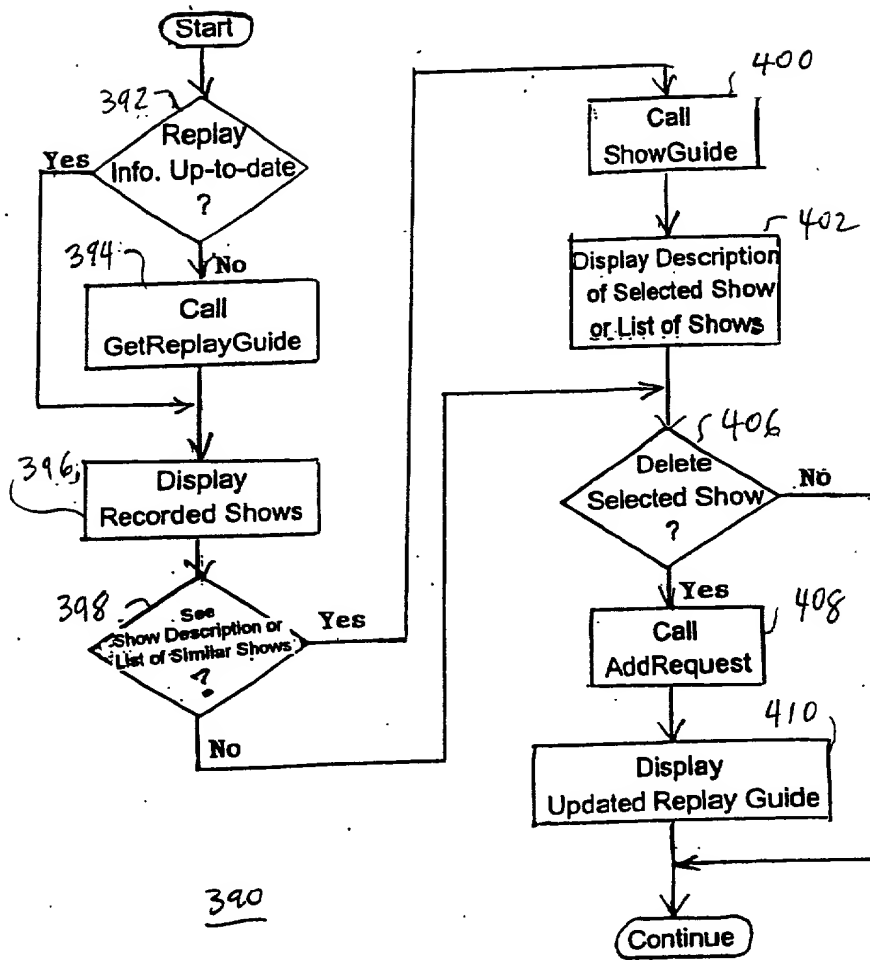 Start
392
Replay
Info. Up-to-date
?
Yes
No
394
Call
GetReplayGuide
396
Display
Recorded Shows
398
See
Show Description or
List of Similar Shows
?
Yes
No
400
Call
ShowGuide
402
Display Description
of Selected Show
or List of Shows
406
Delete
Selected Show
?
No
Yes
408
Call
AddRequest
410
Display
Updated Replay Guide
Continue
390